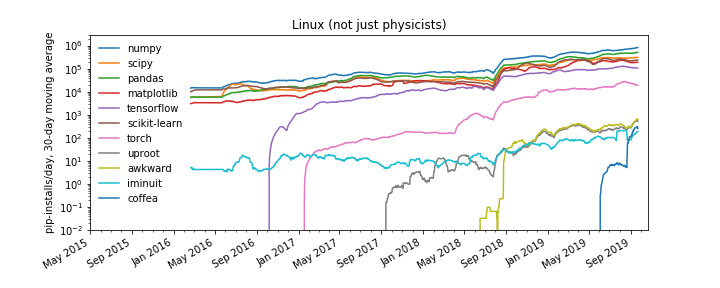 Linux (not just physicists)
pip-installs/day, 30-day moving average
10^6
10^5
10^4
10^3
10^2
10^1
10^0
10^−1
10^−2
numpy
scipy
pandas
matplotlib
tensorflow
scikit-learn
torch
uproot
awkward
iminuit
coffea
May 2015
Sep 2015
Jan 2016
May 2016
Sep 2016
Jan 2017
May 2017
Sep 2017
Jan 2018
May 2018
Sep 2018
Jan 2019
May 2019
Sep 2019